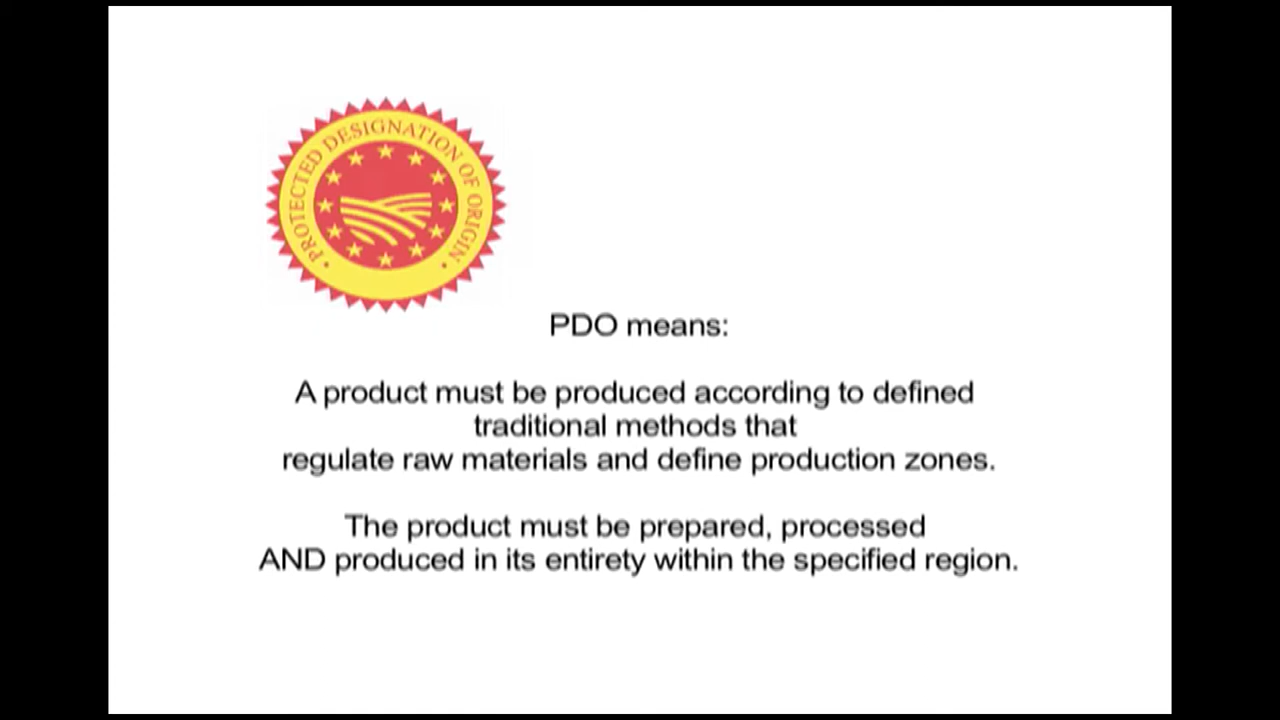 • PROTECTED DESIGNATION OF ORIGIN •
PDO means:
A product must be produced according to defined
traditional methods that
regulate raw materials and define production zones.
The product must be prepared, processed
AND produced in its entirety within the specified region.